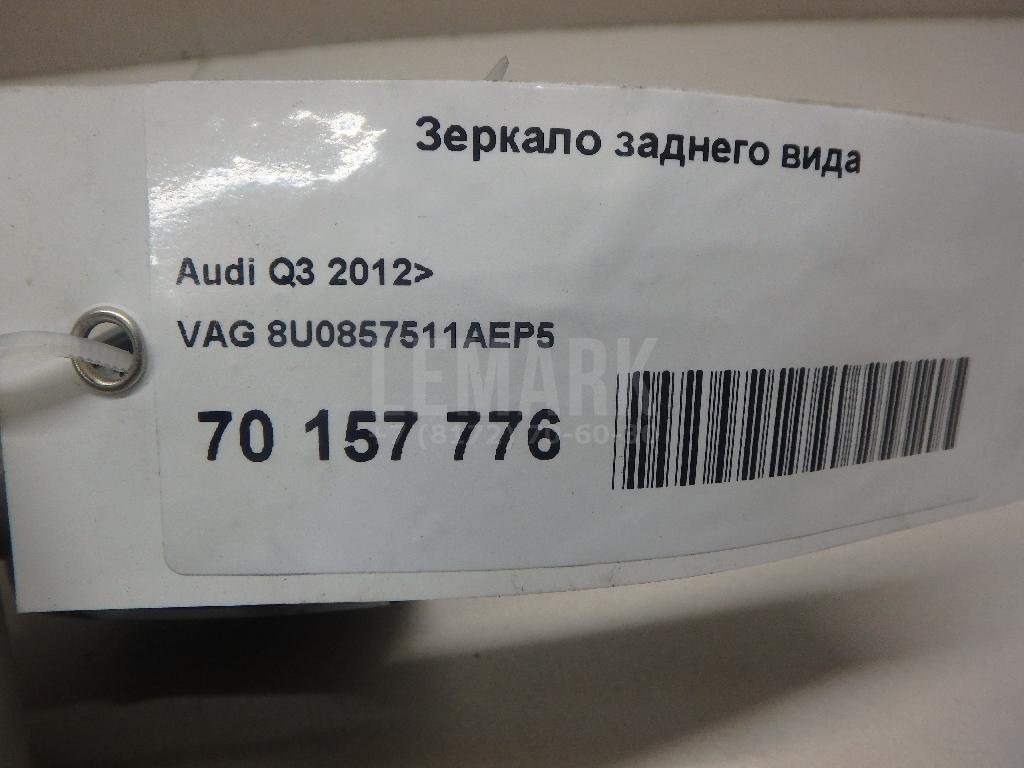 Зеркало заднего вида
Audi Q3 2012>
VAG 8U0857511AEP5
LEMARK
70 157 776